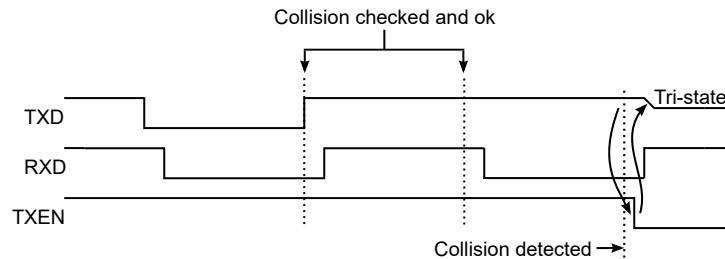 Collision checked and ok
Tri-state
TXD
RXD
TXEN
Collision detected